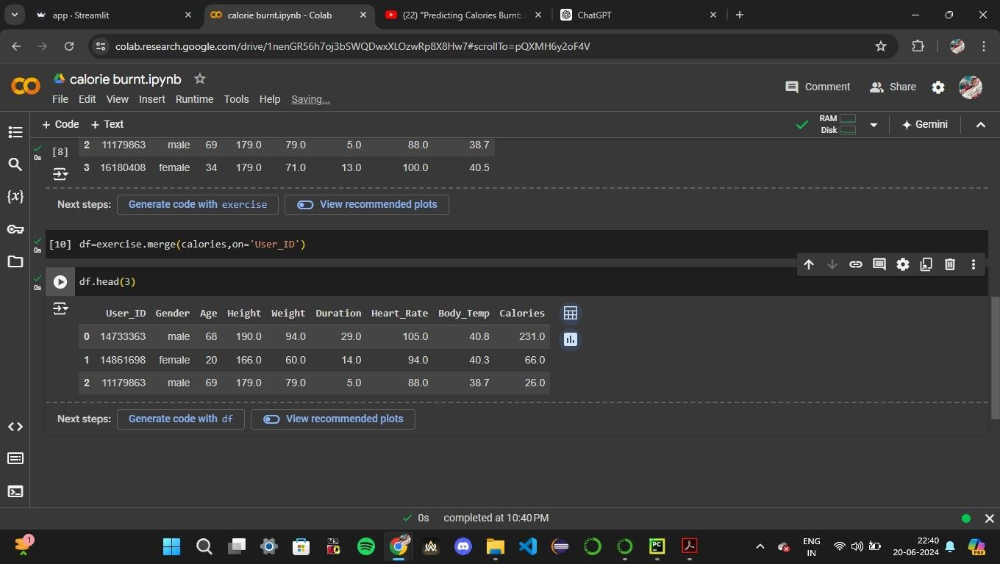 app · Streamlit
calorie burnt.ipynb - Colab
(22) "Predicting Calories Burnt:
ChatGPT
colab.research.google.com/drive/1nenGR56h7oj3bSWQDwxXLOzwRp8X8Hw7#scrollTo=pQXMH6y2oF4V
calorie burnt.ipynb
File Edit View Insert Runtime Tools Help Saving...
Comment Share
+ Code + Text
RAM
Disk
Gemini
0s
[8]
2 11179863 male 69 179.0 79.0 5.0 88.0 38.7
3 16180408 female 34 179.0 71.0 13.0 100.0 40.5
Next steps: Generate code with exercise View recommended plots
{x}
0s
[10] df=exercise.merge(calories,on='User_ID')
0s
df.head(3)
User_ID Gender Age Height Weight Duration Heart_Rate Body_Temp Calories
0 14733363 male 68 190.0 94.0 29.0 105.0 40.8 231.0
1 14861698 female 20 166.0 60.0 14.0 94.0 40.3 66.0
2 11179863 male 69 179.0 79.0 5.0 88.0 38.7 26.0
Next steps: Generate code with df View recommended plots
0s completed at 10:40 PM
1
PC
ENG
IN
22:40
20-06-2024
PRE